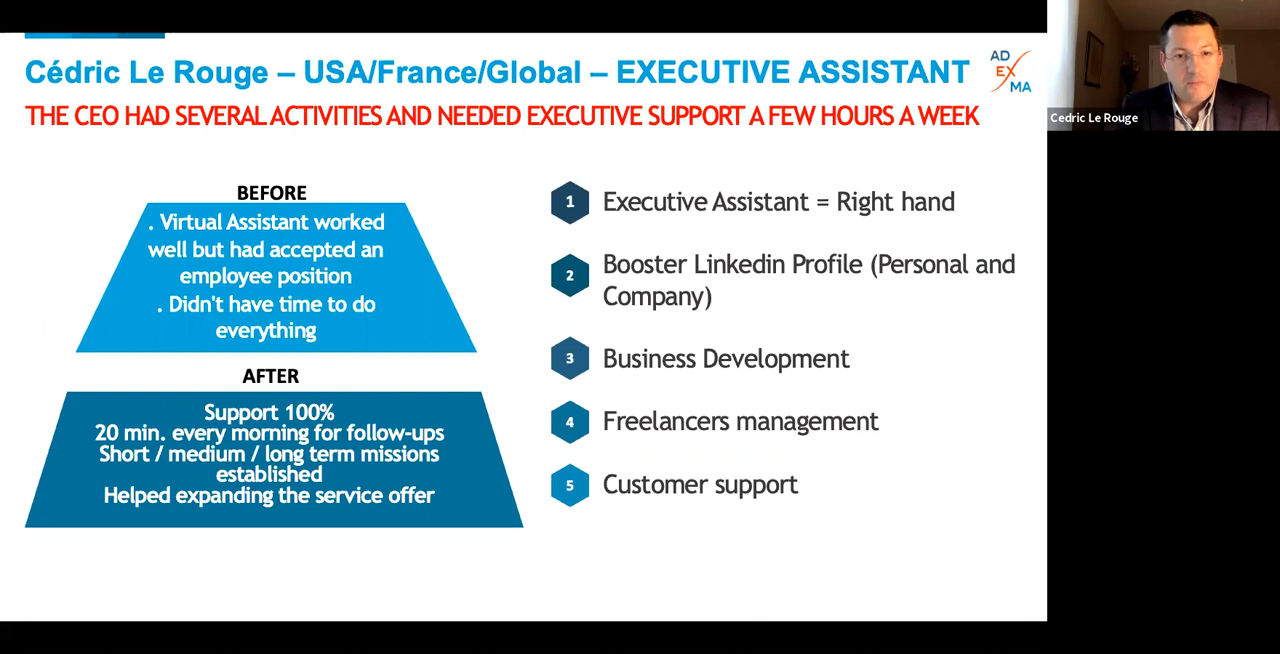 Cédric Le Rouge – USA/France/Global – EXECUTIVE ASSISTANT
AD
EX
MA
THE CEO HAD SEVERAL ACTIVITIES AND NEEDED EXECUTIVE SUPPORT A FEW HOURS A WEEK
Cedric Le Rouge
BEFORE
. Virtual Assistant worked
well but had accepted an
employee position
. Didn't have time to do
everything
AFTER
Support 100%
20 min. every morning for follow-ups
Short / medium / long term missions
established
Helped expanding the service offer
1 Executive Assistant = Right hand
2 Booster Linkedin Profile (Personal and
Company)
3 Business Development
4 Freelancers management
5 Customer support